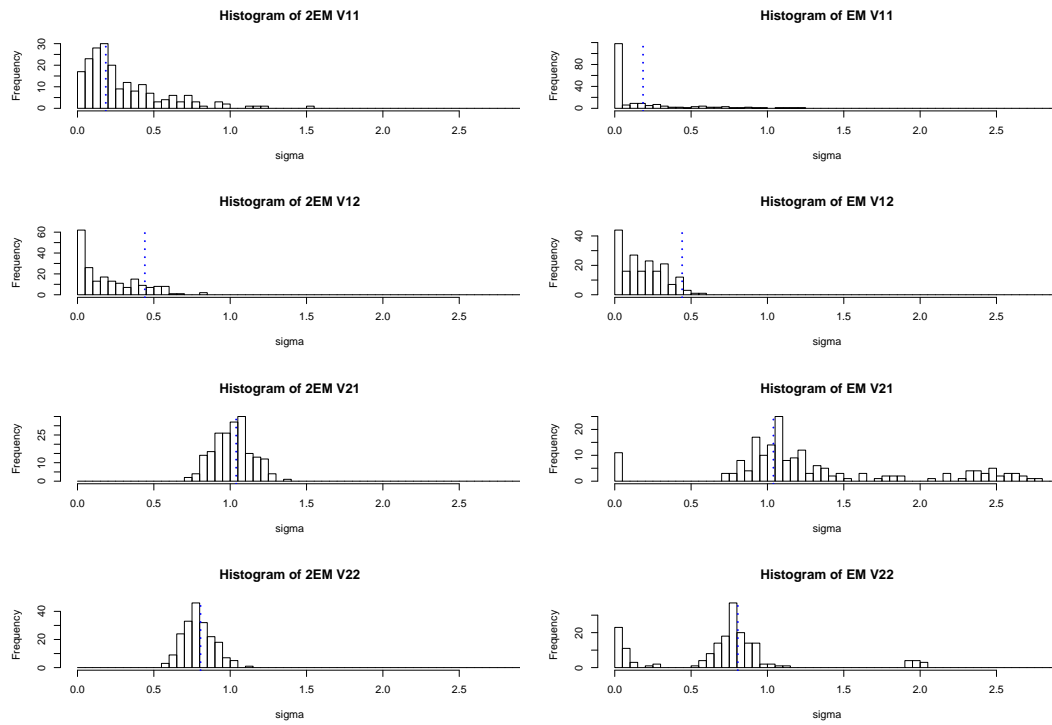 Histogram of 2EM V11
Frequency
0 10 20 30
0.0 0.5 1.0 1.5 2.0 2.5
sigma
Histogram of EM V11
Frequency
0 40 80
0.0 0.5 1.0 1.5 2.0 2.5
sigma
Histogram of 2EM V12
Frequency
0 20 40 60
0.0 0.5 1.0 1.5 2.0 2.5
sigma
Histogram of EM V12
Frequency
0 20 40
0.0 0.5 1.0 1.5 2.0 2.5
sigma
Histogram of 2EM V21
Frequency
0 10 25
0.0 0.5 1.0 1.5 2.0 2.5
sigma
Histogram of EM V21
Frequency
0 10 20
0.0 0.5 1.0 1.5 2.0 2.5
sigma
Histogram of 2EM V22
Frequency
0 20 40
0.0 0.5 1.0 1.5 2.0 2.5
sigma
Histogram of EM V22
Frequency
0 20
0.0 0.5 1.0 1.5 2.0 2.5
sigma